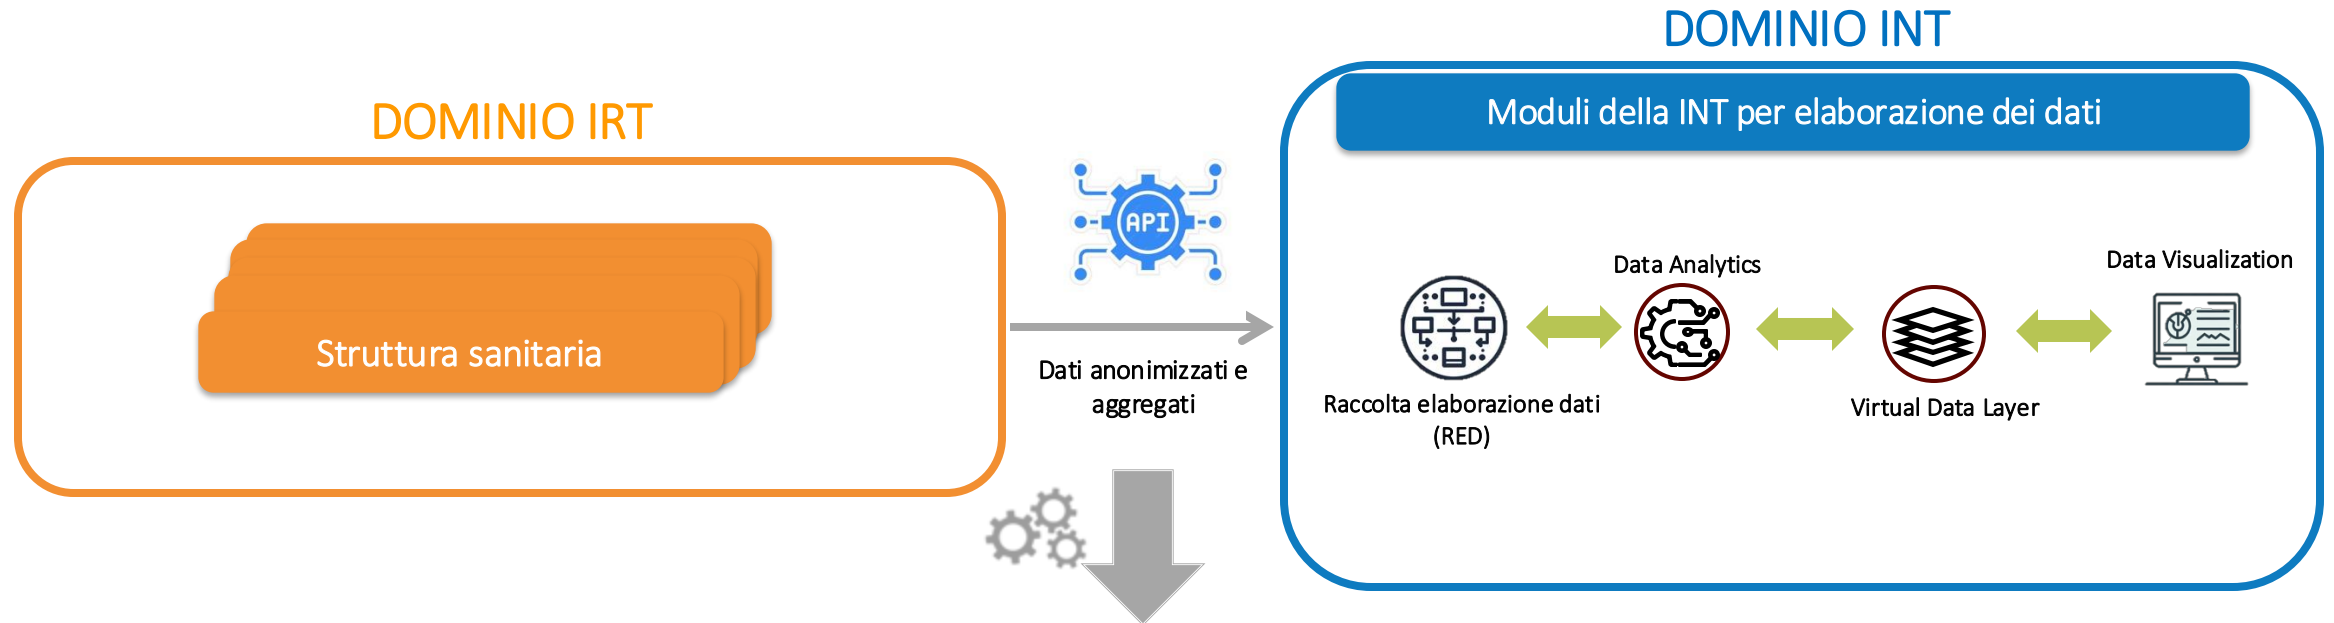 DOMINIO INT
Moduli della INT per elaborazione dei dati
DOMINIO IRT
Struttura sanitaria
API
Dati anonimizzati e
aggregati
Data Analytics
Data Visualization
Raccolta elaborazione dati
(RED)
Virtual Data Layer